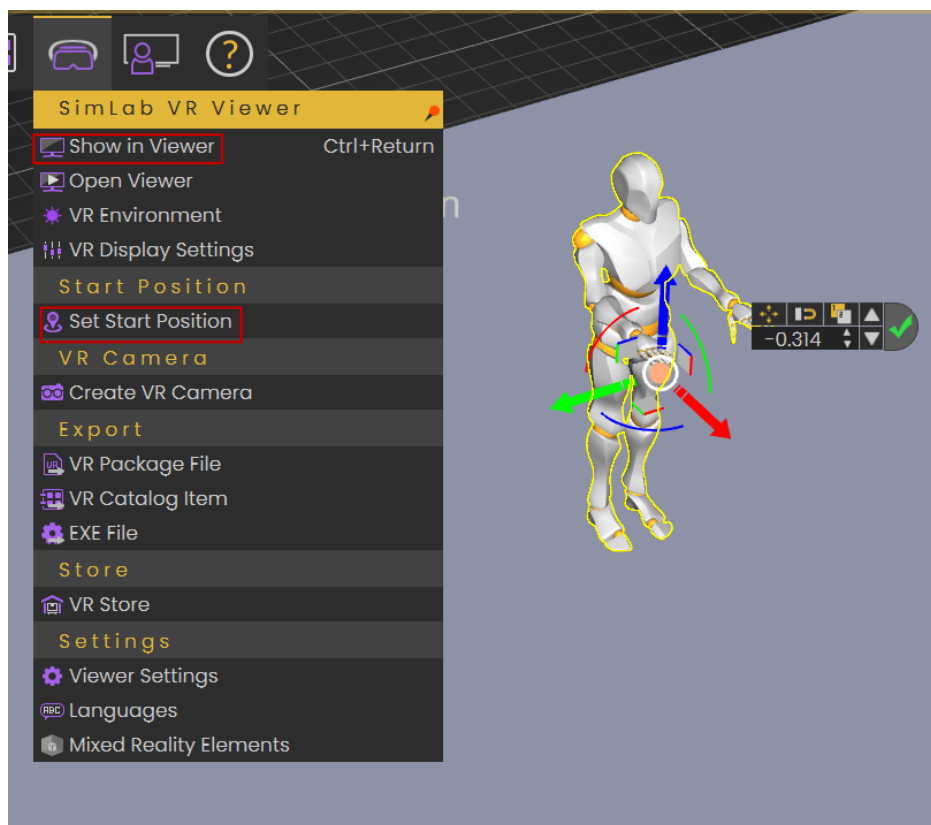 ?
SimLab VR Viewer
Show in Viewer Ctrl+Return
Open Viewer
VR Environment
VR Display Settings
Start Position
Set Start Position
VR Camera
Create VR Camera
Export
VR Package File
VR Catalog Item
EXE File
Store
VR Store
Settings
Viewer Settings
ABC Languages
Mixed Reality Elements
n
-0.314